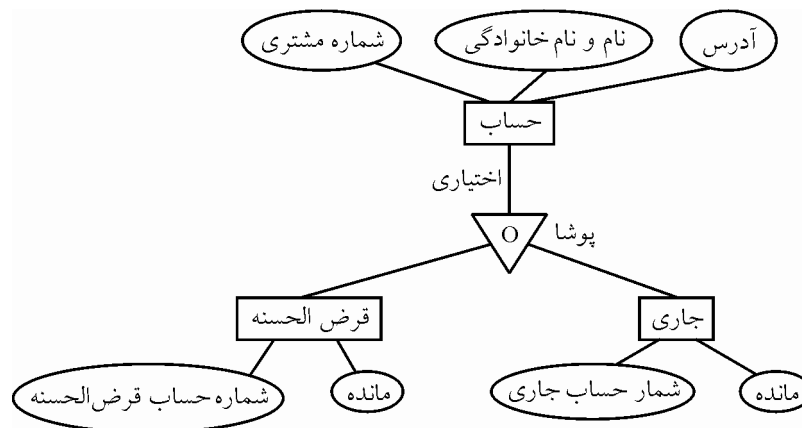 آدرس
نام و نام خانوادگی
شماره مشتری
حساب
اختیاری
پوشا
O
جاری
قرض الحسنه
مانده
شمار حساب جاری
مانده
شماره حساب قرض‌الحسنه